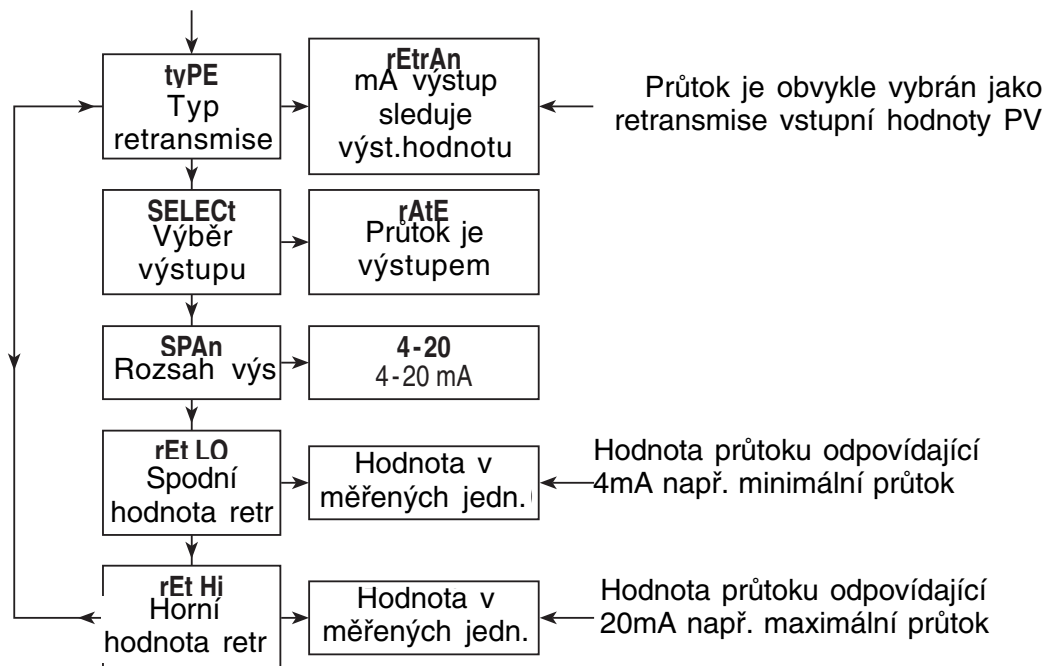 tyPE
Typ
retransmise
rEtrAn
mA výstup
sleduje
výst.hodnotu
Průtok je obvykle vybrán jako
retransmise vstupní hodnoty PV
SELECt
Výběr
výstupu
rAtE
Průtok je
výstupem
SPAn
Rozsah výs
4-20
4-20 mA
rEt LO
Spodní
hodnota retr
Hodnota v
měřených jedn.
Hodnota průtoku odpovídající
4mA např. minimální průtok
rEt Hi
Horní
hodnota retr
Hodnota v
měřených jedn.
Hodnota průtoku odpovídající
20mA např. maximální průtok